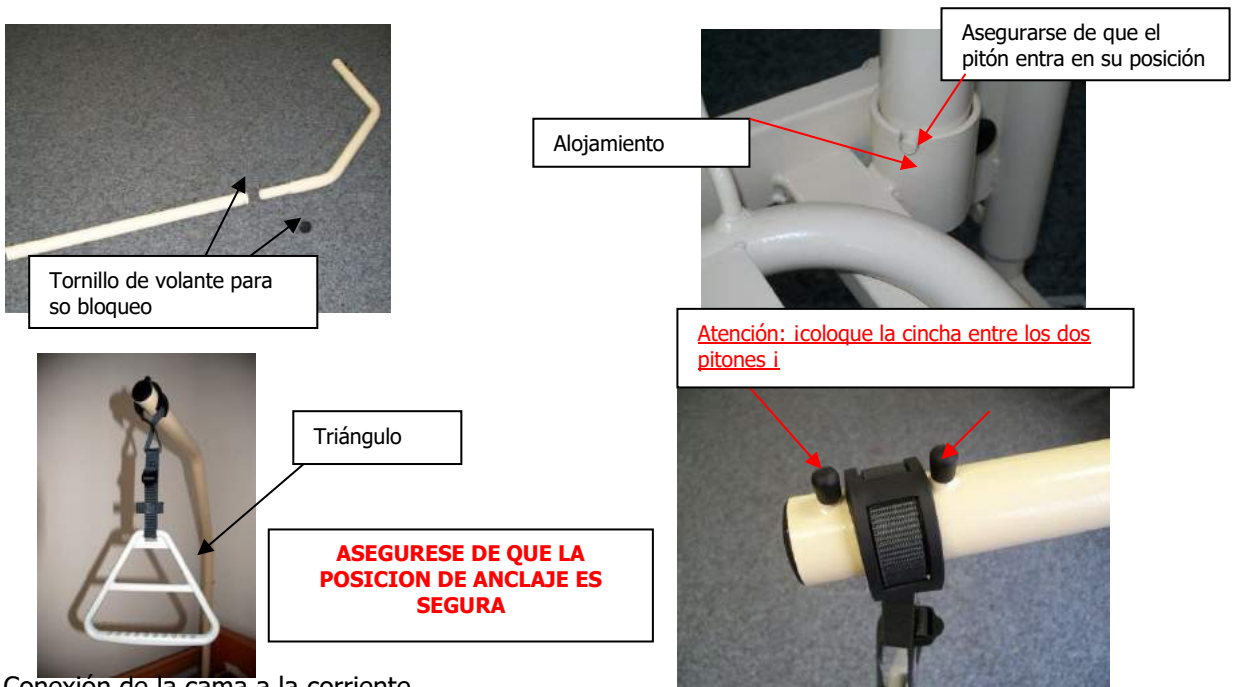 Asegurarse de que el
pitón entra en su posición
Alojamiento
Tornillo de volante para
so bloqueo
Atención: ¡coloque la cincha entre los dos
pitones ¡
Triángulo
ASEGURESE DE QUE LA
POSICION DE ANCLAJE ES
SEGURA
Conexión de la cama a la corriente